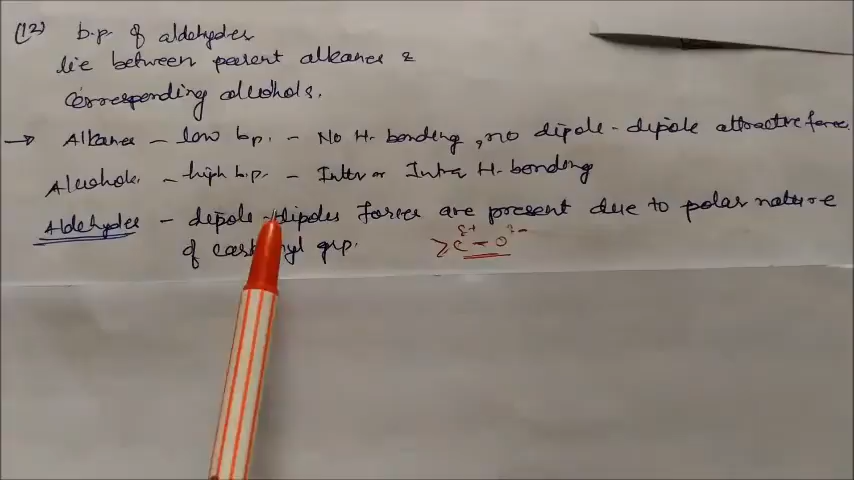 (12) b.p. of aldehydes
lie between parent alkanes &
corresponding alcohols.
→ Alkanes - low b.p. - No H-bonding, no dipole-dipole attractive force.
Alcohols - high b.p. - Inter or Intra H-bonding
Aldehydes - dipole-dipoles forces are present due to polar nature
of carbonyl grp. >C=O δ+ δ-